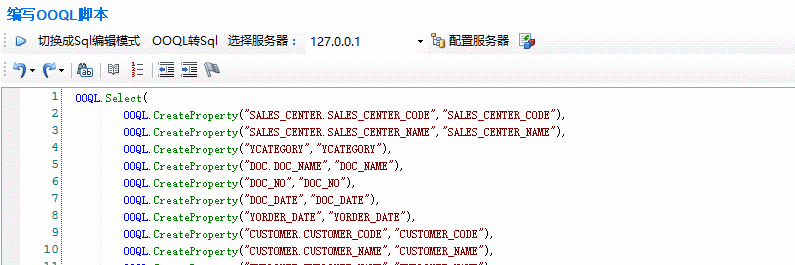 编写OOQL脚本
切换成Sql编辑模式 OOQL转Sql 选择服务器： 127.0.0.1 配置服务器
1 OOQL.Select(
2 OOQL.CreateProperty("SALES_CENTER.SALES_CENTER_CODE","SALES_CENTER_CODE"),
3 OOQL.CreateProperty("SALES_CENTER.SALES_CENTER_NAME","SALES_CENTER_NAME"),
4 OOQL.CreateProperty("YCATEGORY","YCATEGORY"),
5 OOQL.CreateProperty("DOC.DOC_NAME","DOC_NAME"),
6 OOQL.CreateProperty("DOC_NO","DOC_NO"),
7 OOQL.CreateProperty("DOC_DATE","DOC_DATE"),
8 OOQL.CreateProperty("YORDER_DATE","YORDER_DATE"),
9 OOQL.CreateProperty("CUSTOMER.CUSTOMER_CODE","CUSTOMER_CODE"),
10 OOQL.CreateProperty("CUSTOMER.CUSTOMER_NAME","CUSTOMER_NAME"),